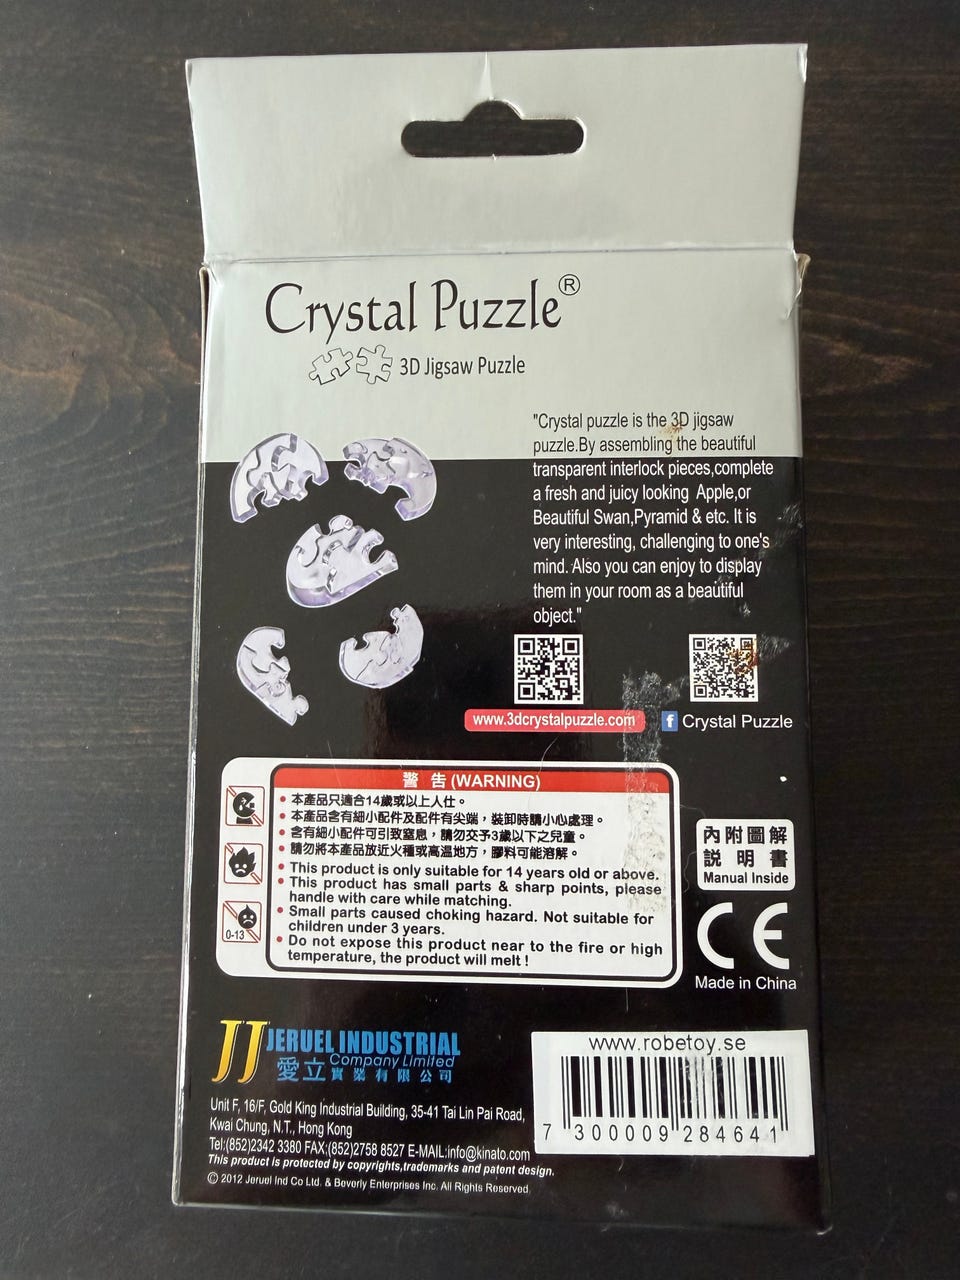 Crystal Puzzle®
3D Jigsaw Puzzle
"Crystal puzzle is the 3D jigsaw
puzzle.By assembling the beautiful
transparent interlock pieces,complete
a fresh and juicy looking Apple,or
Beautiful Swan,Pyramid & etc. It is
very interesting, challenging to one's
mind. Also you can enjoy to display
them in your room as a beautiful
object."
www.3dcrystalpuzzle.com
f Crystal Puzzle
警 告 (WARNING)
• 本產品只適合14歲或以上人仕。
• 本產品含有細小配件及配件有尖端，裝卸時請小心處理。
• 含有細小配件可引致窒息，請勿交予3歲以下之兒童。
• 請勿將本產品放近火種或高溫地方，膠料可能溶解。
• This product is only suitable for 14 years old or above.
• This product has small parts & sharp points, please
handle with care while matching.
• Small parts caused choking hazard. Not suitable for
children under 3 years.
• Do not expose this product near to the fire or high
temperature, the product will melt !
0-13
內附圖解
說明書
Manual Inside
CE
Made in China
JJ JERUEL INDUSTRIAL
Company Limited
愛立實業有限公司
Unit F, 16/F, Gold King Industrial Building, 35-41 Tai Lin Pai Road,
Kwai Chung, N.T., Hong Kong
Tel:(852)2342 3380 FAX:(852)2758 8527 E-MAIL:info@kinato.com
This product is protected by copyrights,trademarks and patent design.
© 2012 Jeruel Ind Co Ltd. & Beverly Enterprises Inc. All Rights Reserved.
www.robetoy.se
7 300009 284641